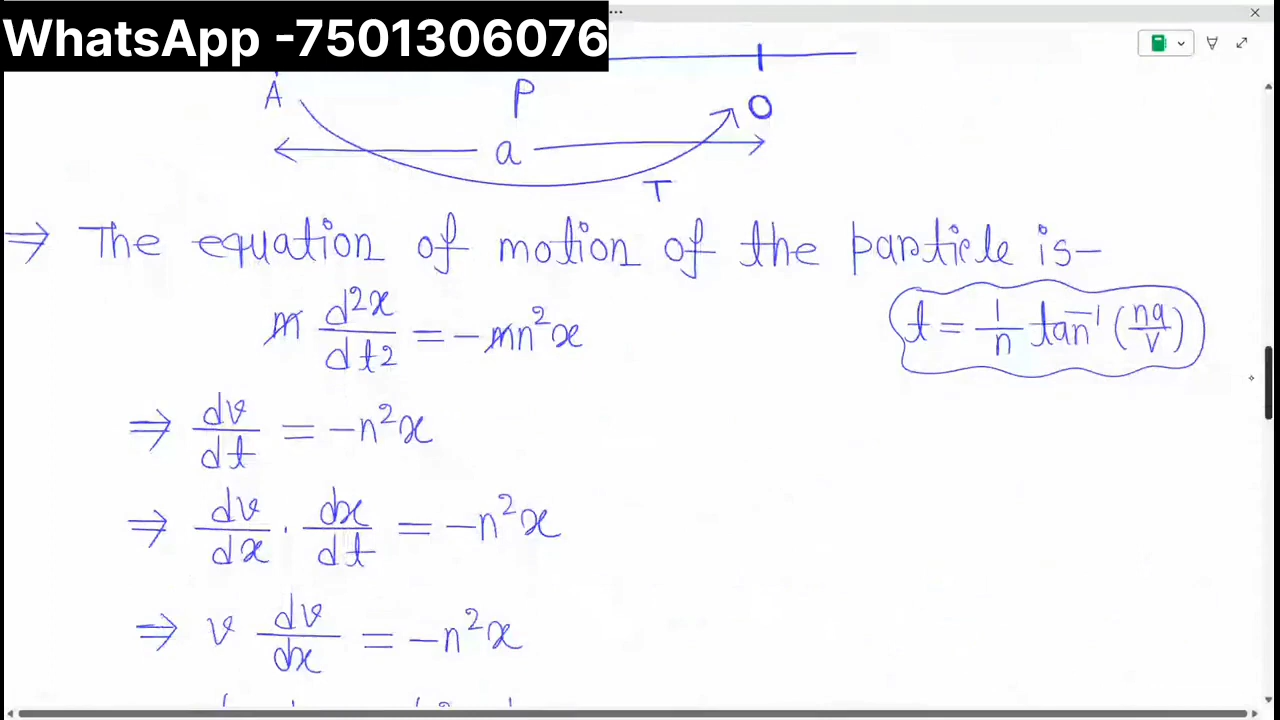 WhatsApp -7501306076
A P O
a
T
⇒ The equation of motion of the particle is—
m d²x/dt² = -mn²x
t = 1/n tan⁻¹ (na/v)
⇒ dv/dt = -n²x
⇒ dv/dx · dx/dt = -n²x
⇒ v dv/dx = -n²x